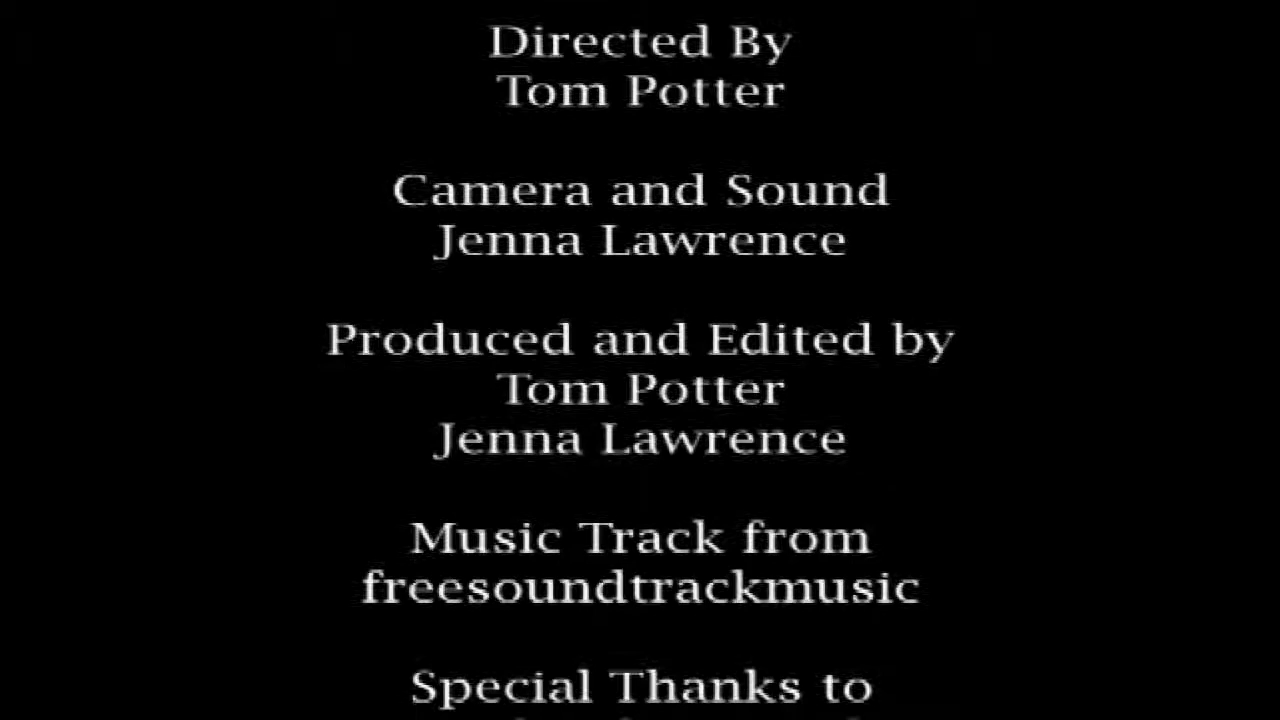 Directed By
Tom Potter
Camera and Sound
Jenna Lawrence
Produced and Edited by
Tom Potter
Jenna Lawrence
Music Track from
freesoundtrackmusic
Special Thanks to